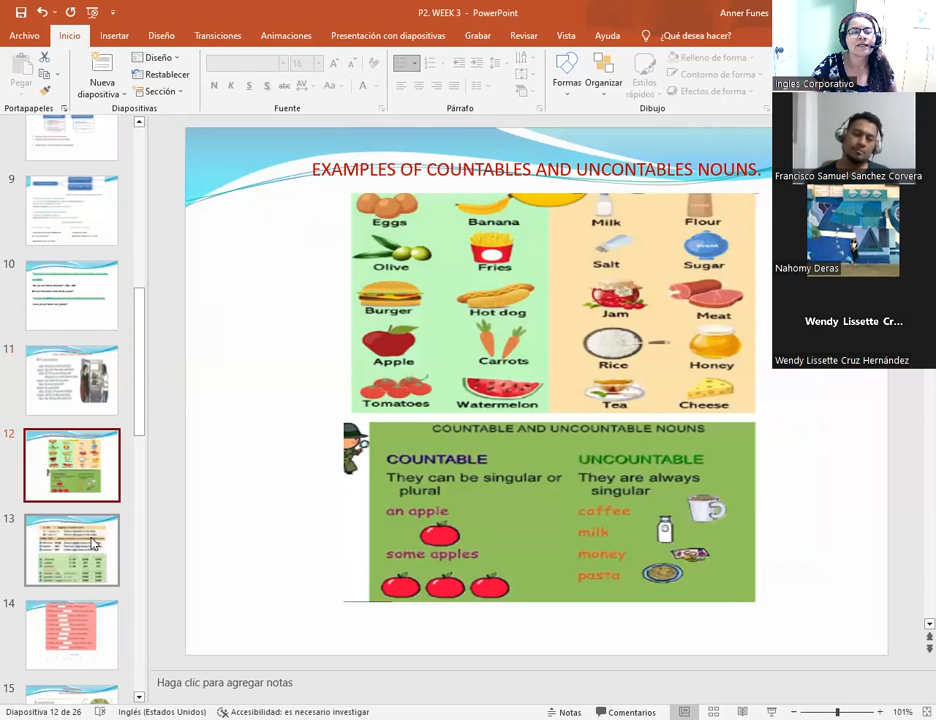 P2. WEEK 3 - PowerPoint
Anner Funes
Archivo Inicio Insertar Diseño Transiciones Animaciones Presentación con diapositivas Grabar Revisar Vista Ayuda ¿Qué desea hacer?
Pegar
Nueva diapositiva
Diseño
Restablecer
Sección
16
N K S abc AV Aa A
Formas Organizar Estilos rápidos
Relleno de forma
Contorno de forma
Efectos de forma
Portapapeles Diapositivas Fuente Párrafo Dibujo
Inglés Corporativo
Francisco Samuel Sanchez Corvera
Nahomy Deras
Wendy Lissette Cr...
Wendy Lissette Cruz Hernández
9
10
11
12
13
14
15
EXAMPLES OF COUNTABLES AND UNCONTABLES NOUNS.
Eggs Banana Milk Flour
Olive Fries Salt Sugar
Burger Hot dog Jam Meat
Apple Carrots Rice Honey
Tomatoes Watermelon Tea Cheese
COUNTABLE AND UNCOUNTABLE NOUNS
COUNTABLE
They can be singular or
plural
an apple
some apples
UNCOUNTABLE
They are always
singular
coffee
milk
money
pasta
Haga clic para agregar notas
Diapositiva 12 de 26 Inglés (Estados Unidos) Accesibilidad: es necesario investigar Notas Comentarios 101%